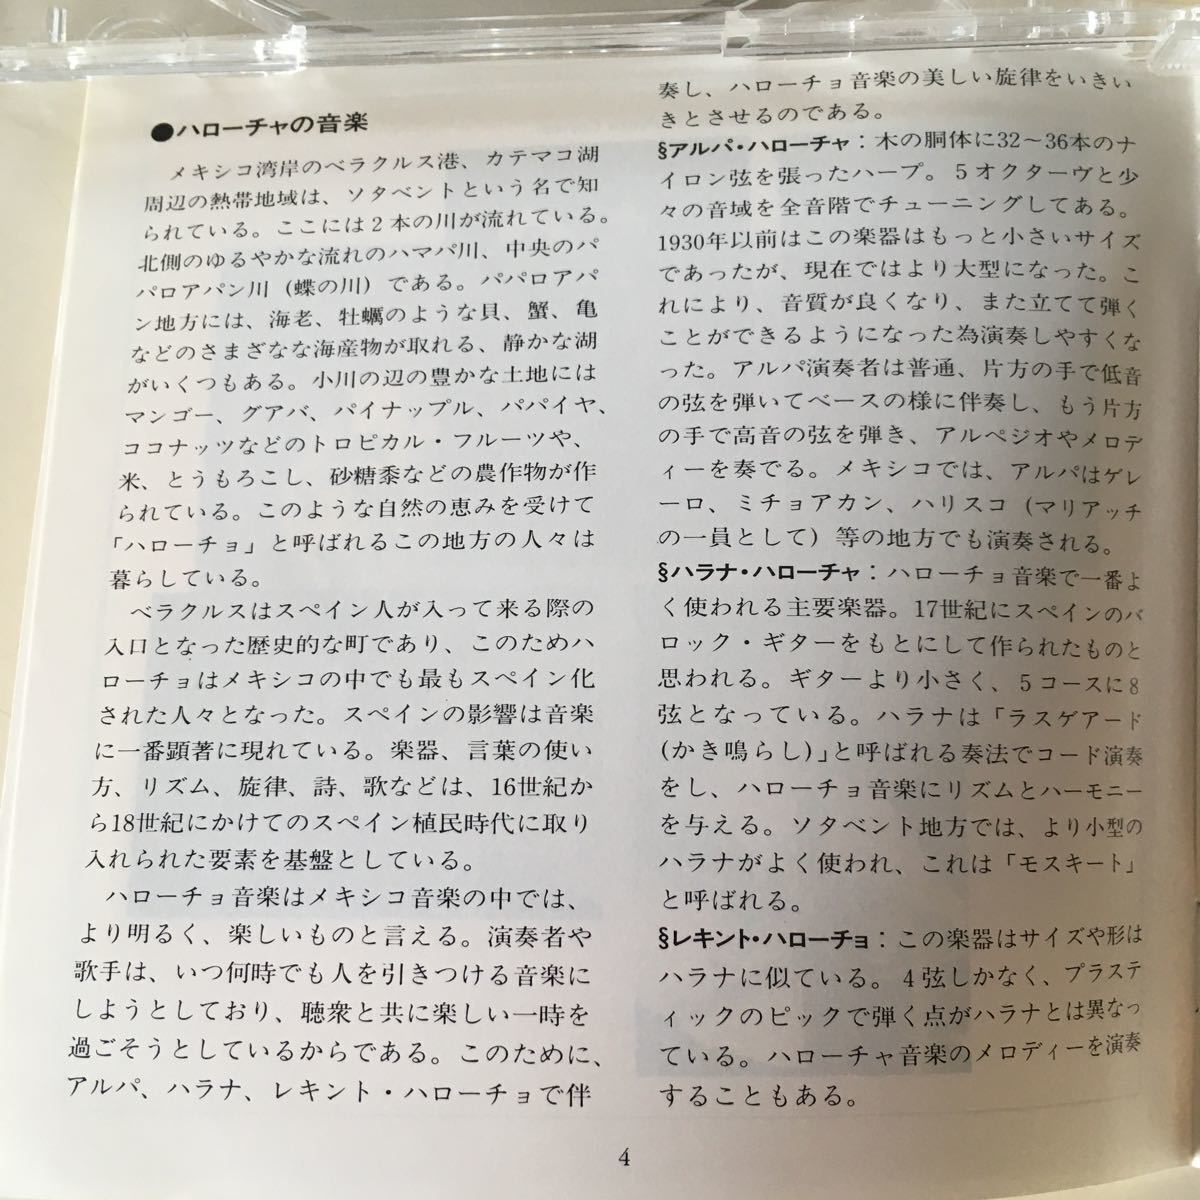 ●ハローチャの音楽
メキシコ湾岸のベラクルス港、カテマコ湖
周辺の熱帯地域は、ソタベントという名で知
られている。ここには2本の川が流れている。
北側のゆるやかな流れのハマパ川、中央のパ
パロアパン川（蝶の川）である。パパロアパ
ン地方には、海老、牡蠣のような貝、蟹、亀
などのさまざなな海産物が取れる、静かな湖
がいくつもある。小川の辺の豊かな土地には
マンゴー、グアバ、パイナップル、パパイヤ、
ココナッツなどのトロピカル・フルーツや、
米、とうもろこし、砂糖黍などの農作物が作
られている。このような自然の恵みを受けて
「ハローチョ」と呼ばれるこの地方の人々は
暮らしている。
ベラクルスはスペイン人が入って来る際の
入口となった歴史的な町であり、このためハ
ローチョはメキシコの中でも最もスペイン化
された人々となった。スペインの影響は音楽
に一番顕著に現れている。楽器、言葉の使い
方、リズム、旋律、詩、歌などは、16世紀か
ら18世紀にかけてのスペイン植民時代に取り
入れられた要素を基盤としている。
ハローチョ音楽はメキシコ音楽の中では、
より明るく、楽しいものと言える。演奏者や
歌手は、いつ何時でも人を引きつける音楽に
しようとしており、聴衆と共に楽しい一時を
過ごそうとしているからである。このために、
アルパ、ハラナ、レキント・ハローチョで伴
奏し、ハローチョ音楽の美しい旋律をいきい
きとさせるのである。
§アルパ・ハローチャ：木の胴体に32～36本のナ
イロン弦を張ったハープ。5オクターヴと少
々の音域を全音階でチューニングしてある。
1930年以前はこの楽器はもっと小さいサイズ
であったが、現在ではより大型になった。こ
れにより、音質が良くなり、また立てて弾く
ことができるようになった為演奏しやすくな
った。アルパ演奏者は普通、片方の手で低音
の弦を弾いてベースの様に伴奏し、もう片方
の手で高音の弦を弾き、アルペジオやメロデ
ィーを奏でる。メキシコでは、アルパはゲレ
ーロ、ミチョアカン、ハリスコ（マリアッチ
の一員として）等の地方でも演奏される。
§ハラナ・ハローチャ：ハローチョ音楽で一番よ
く使われる主要楽器。17世紀にスペインのバ
ロック・ギターをもとにして作られたものと
思われる。ギターより小さく、5コースに8
弦となっている。ハラナは「ラスゲアード
（かき鳴らし）」と呼ばれる奏法でコード演奏
をし、ハローチョ音楽にリズムとハーモニー
を与える。ソタベント地方では、より小型の
ハラナがよく使われ、これは「モスキート」
と呼ばれる。
§レキント・ハローチョ：この楽器はサイズや形は
ハラナに似ている。4弦しかなく、プラステ
ィックのピックで弾く点がハラナとは異なっ
ている。ハローチャ音楽のメロディーを演奏
することもある。
4